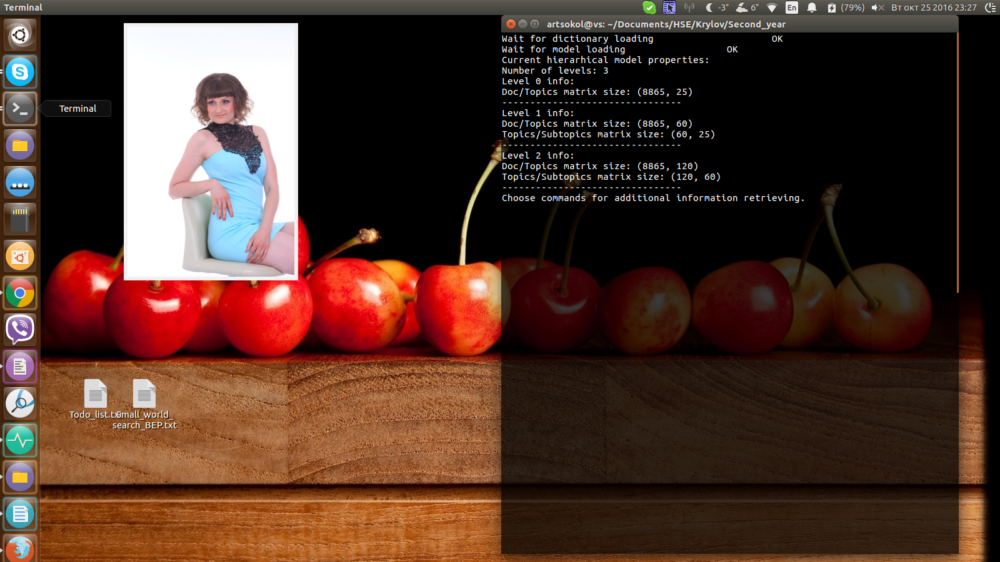 Terminal
-3°
6°
En
(79%)
Вт окт 25 2016 23:27
artsokol@vs: ~/Documents/HSE/Krylov/Second_year
Wait for dictionary loading OK
Wait for model loading OK
Current hierarhical model properties:
Number of levels: 3
Level 0 info:
Doc/Topics matrix size: (8865, 25)
--------------------------------
Level 1 info:
Doc/Topics matrix size: (8865, 60)
Topics/Subtopics matrix size: (60, 25)
--------------------------------
Level 2 info:
Doc/Topics matrix size: (8865, 120)
Topics/Subtopics matrix size: (120, 60)
--------------------------------
Choose commands for additional information retrieving.
Terminal
Todo_list.txt
Small_world_
search_BEP.txt